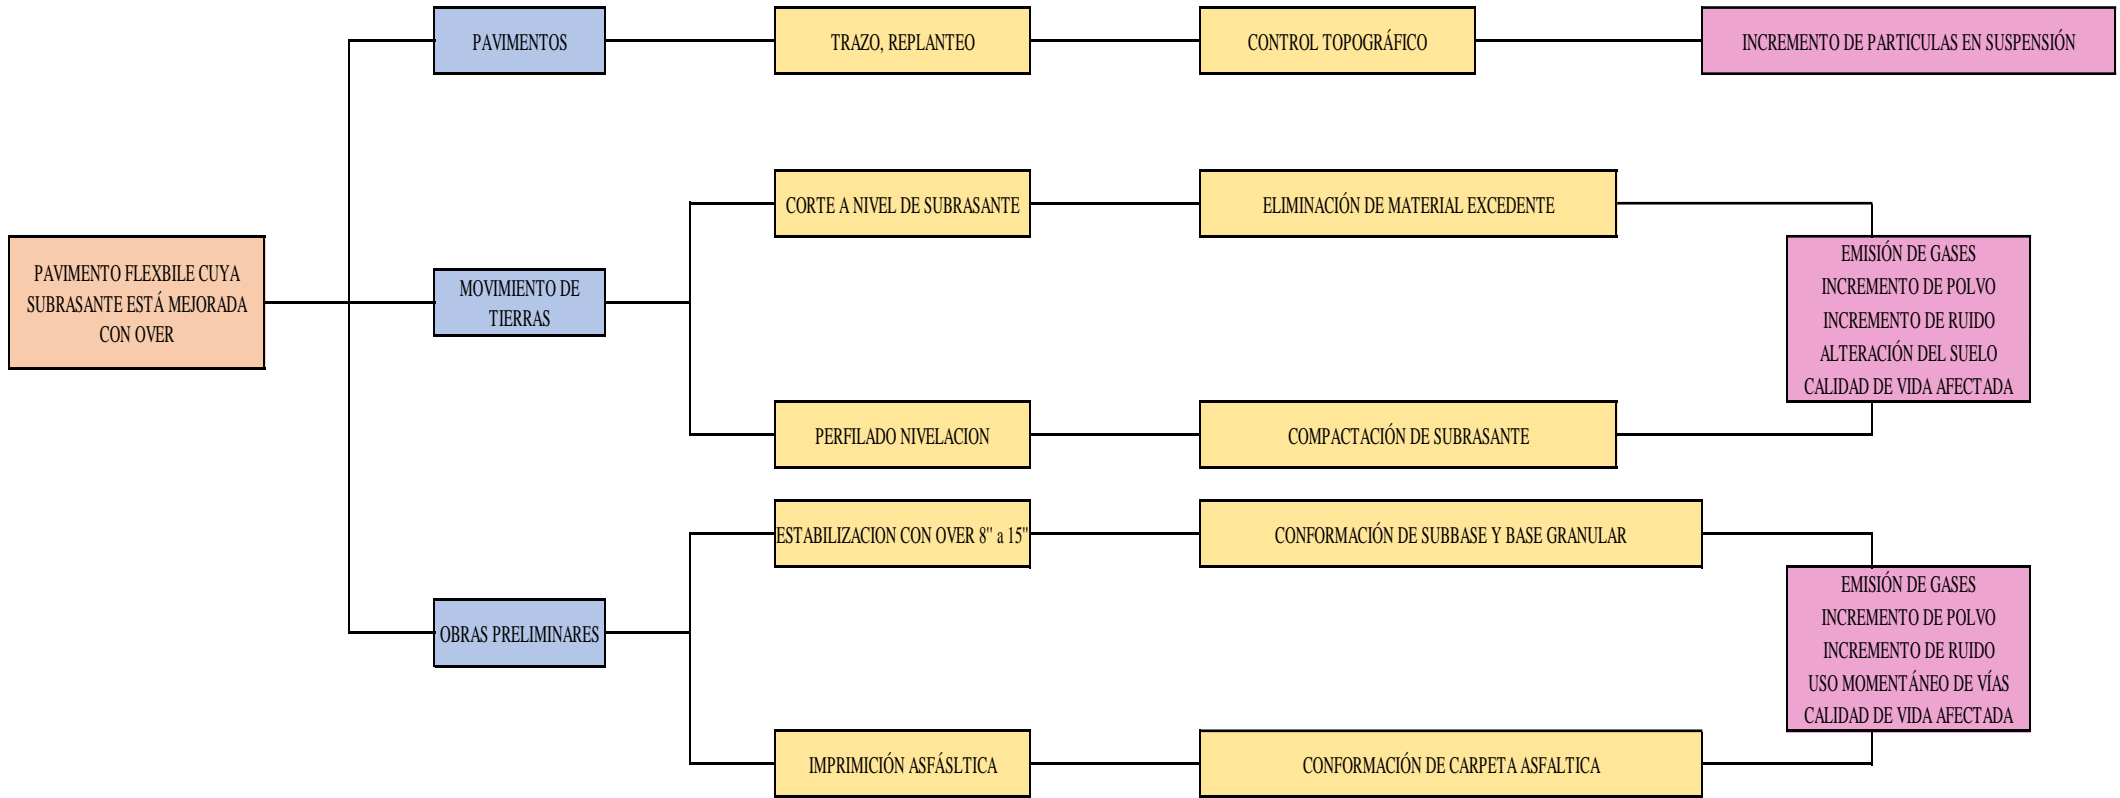 PAVIMENTOS
TRAZO, REPLANTEO
CONTROL TOPOGRÁFICO
INCREMENTO DE PARTICULAS EN SUSPENSIÓN
PAVIMENTO FLEXBILE CUYA
SUBRASANTE ESTÁ MEJORADA
CON OVER
MOVIMIENTO DE
TIERRAS
CORTE A NIVEL DE SUBRASANTE
ELIMINACIÓN DE MATERIAL EXCEDENTE
PERFILADO NIVELACION
COMPACTACIÓN DE SUBRASANTE
EMISIÓN DE GASES
INCREMENTO DE POLVO
INCREMENTO DE RUIDO
ALTERACIÓN DEL SUELO
CALIDAD DE VIDA AFECTADA
OBRAS PRELIMINARES
ESTABILIZACION CON OVER 8" a 15"
CONFORMACIÓN DE SUBBASE Y BASE GRANULAR
IMPRIMICIÓN ASFÁSLTICA
CONFORMACIÓN DE CARPETA ASFALTICA
EMISIÓN DE GASES
INCREMENTO DE POLVO
INCREMENTO DE RUIDO
USO MOMENTÁNEO DE VÍAS
CALIDAD DE VIDA AFECTADA